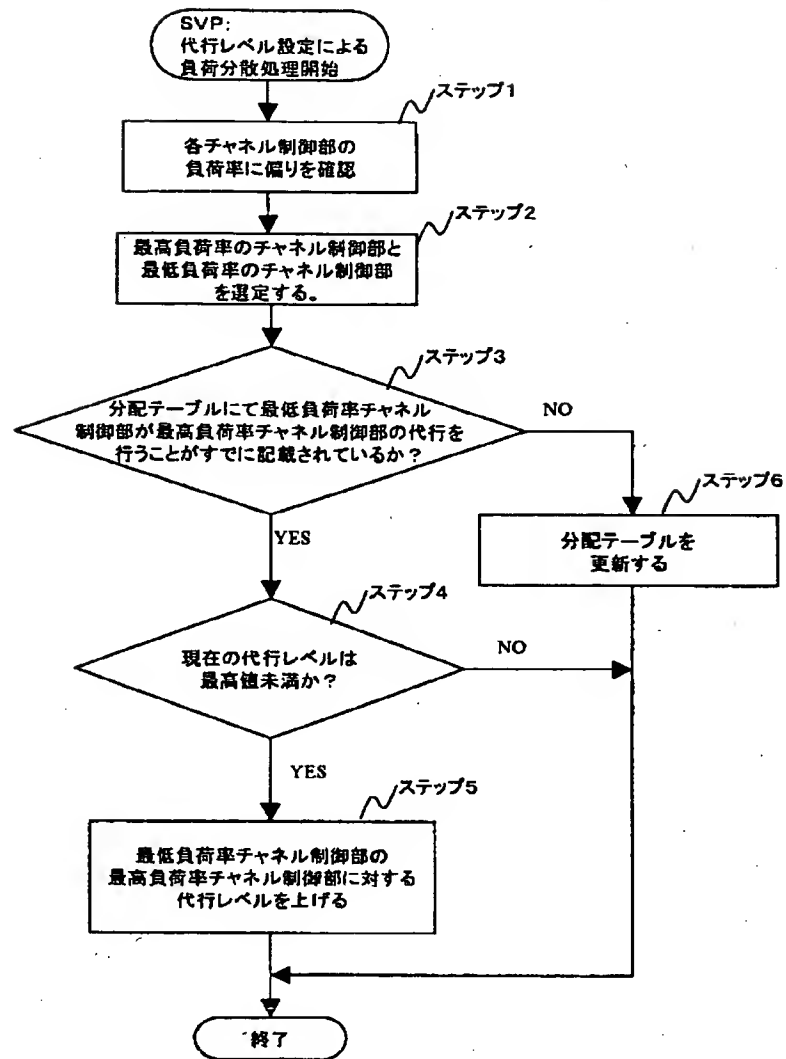 SVP:
代行レベル設定による
負荷分散処理開始
ステップ1
各チャネル制御部の
負荷率に偏りを確認
ステップ2
最高負荷率のチャネル制御部と
最低負荷率のチャネル制御部
を選定する。
ステップ3
分配テーブルにて最低負荷率チャネル
制御部が最高負荷率チャネル制御部の代行を
行うことがすでに記載されているか?
NO
YES
ステップ6
分配テーブルを
更新する
ステップ4
現在の代行レベルは
最高値未満か?
NO
YES
ステップ5
最低負荷率チャネル制御部の
最高負荷率チャネル制御部に対する
代行レベルを上げる
終了